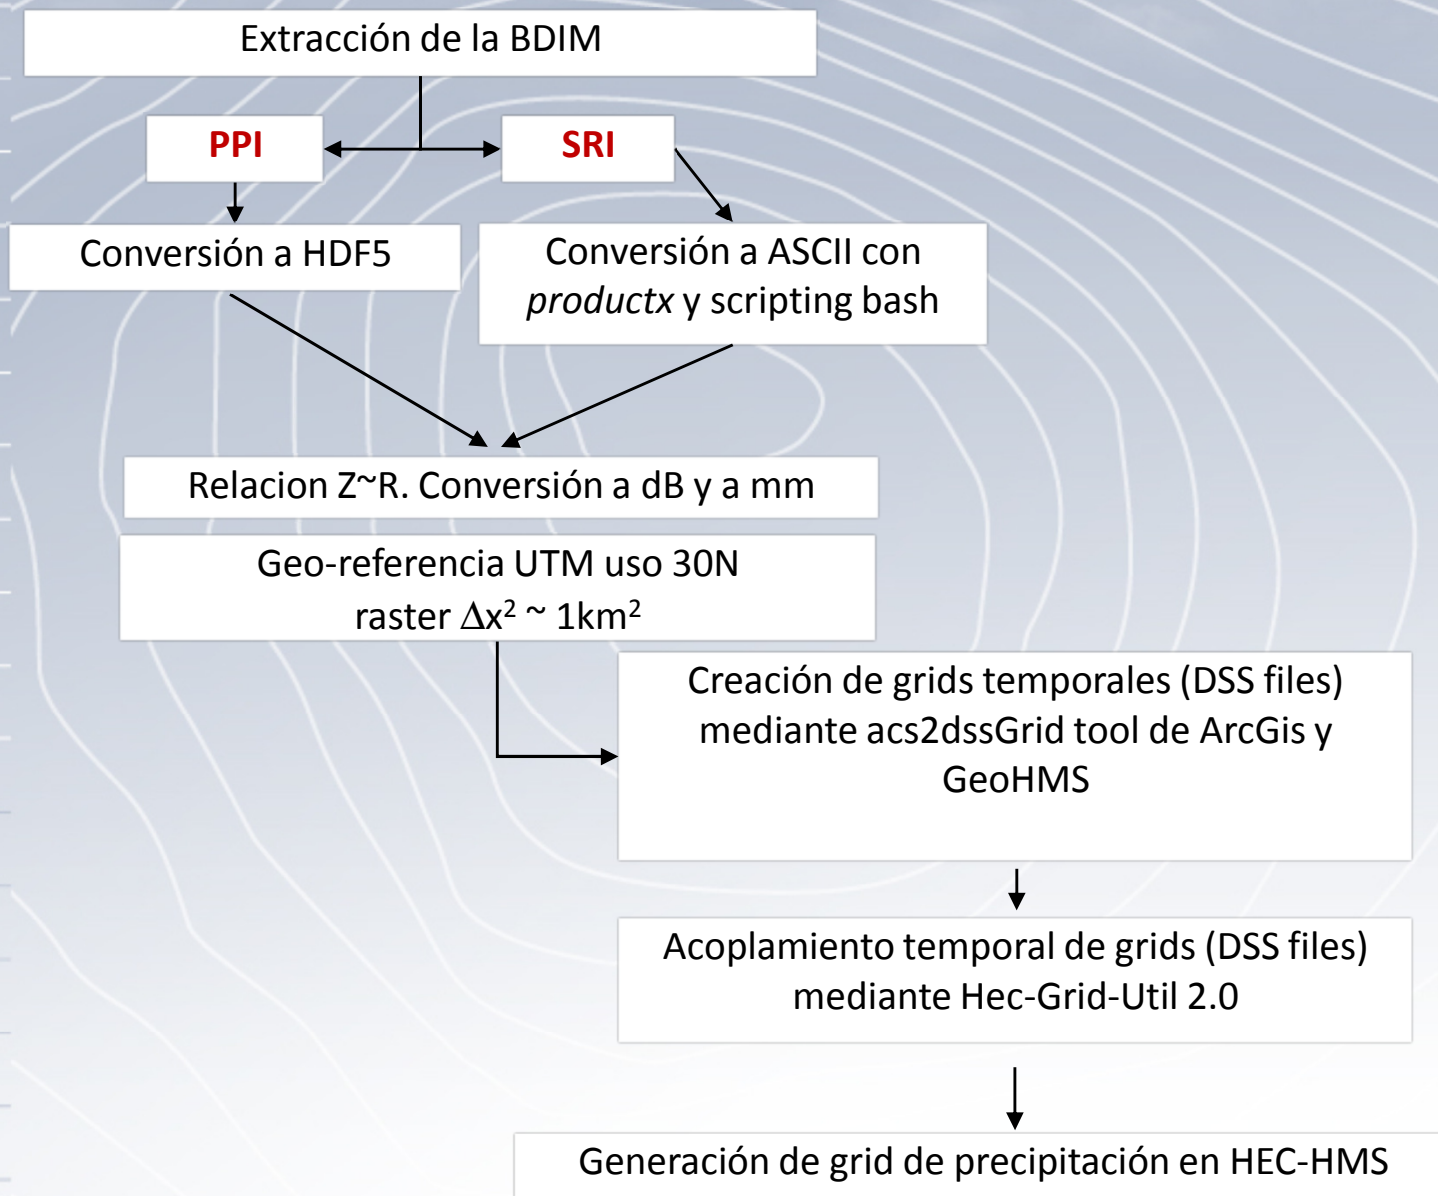 Extracción de la BDIM
PPI
SRI
Conversión a HDF5
Conversión a ASCII con
productx y scripting bash
Relacion Z~R. Conversión a dB y a mm
Geo-referencia UTM uso 30N
raster Δx² ~ 1km²
Creación de grids temporales (DSS files)
mediante acs2dssGrid tool de ArcGis y
GeoHMS
Acoplamiento temporal de grids (DSS files)
mediante Hec-Grid-Util 2.0
Generación de grid de precipitación en HEC-HMS